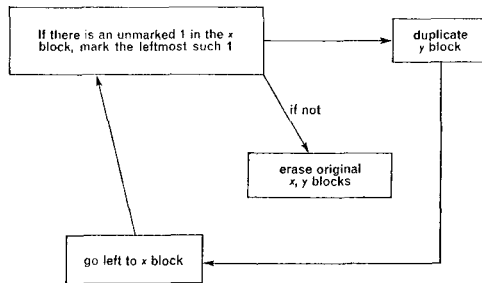 If there is an unmarked 1 in the x
block, mark the leftmost such 1
duplicate
y block
if not
erase original
x, y blocks
go left to x block